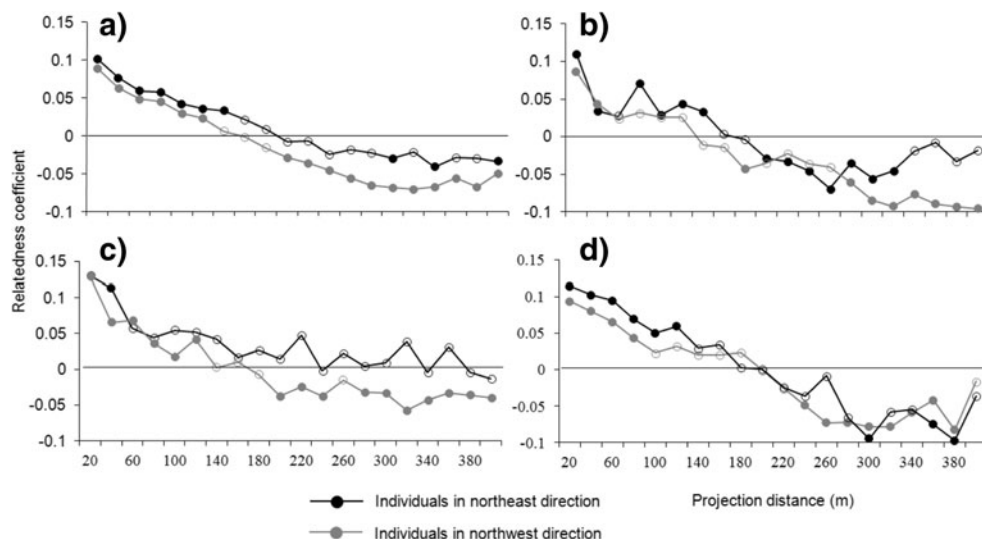 a)
b)
0.15
0.1
0.05
0
-0.05
-0.1
0.15
0.1
0.05
0
-0.05
-0.1
Relatedness coefficient
c)
d)
0.15
0.1
0.05
0
-0.05
-0.1
0.15
0.1
0.05
0
-0.05
-0.1
20 60 100 140 180 220 260 300 340 380
20 60 100 140 180 220 260 300 340 380
Individuals in northeast direction
Projection distance (m)
Individuals in northwest direction